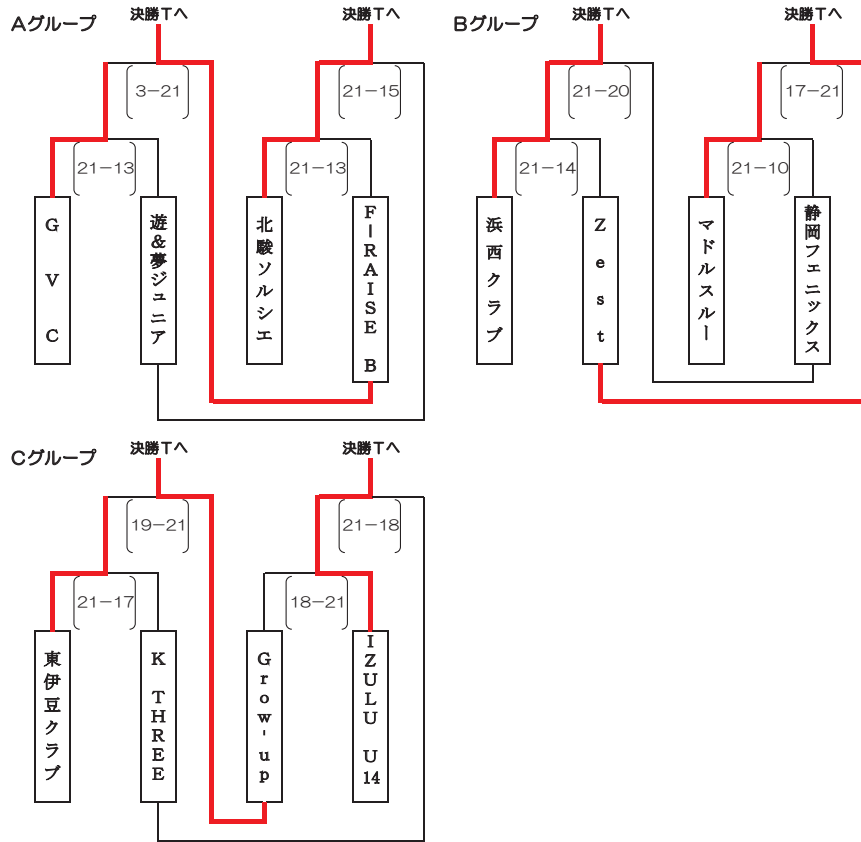 Aグループ
決勝Tへ
決勝Tへ
3-21
21-15
21-13
21-13
GVC
遊&夢ジュニア
北駿ソルシエ
F-RAISE B
Bグループ
決勝Tへ
決勝Tへ
21-20
17-21
21-14
21-10
浜西クラブ
Zest
マドルスルー
静岡フェニックス
Cグループ
決勝Tへ
決勝Tへ
19-21
21-18
21-17
18-21
東伊豆クラブ
K THREE
Grow-up
IZULU U14